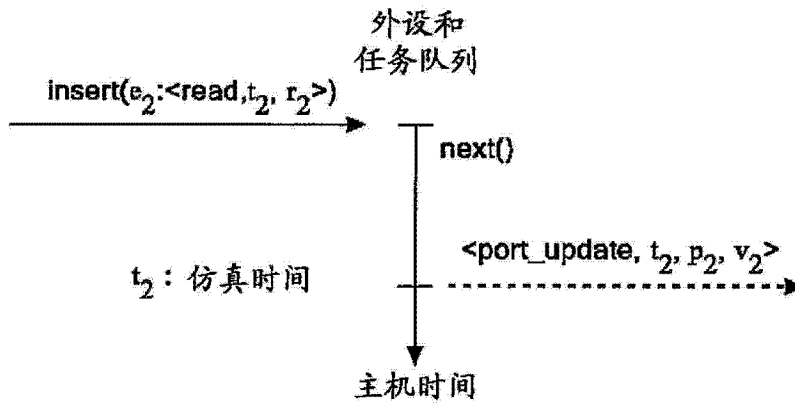 外设和
任务队列
insert(e2:<read,t2, r2>)
next()
<port_update, t2, p2, v2>
t2：仿真时间
主机时间